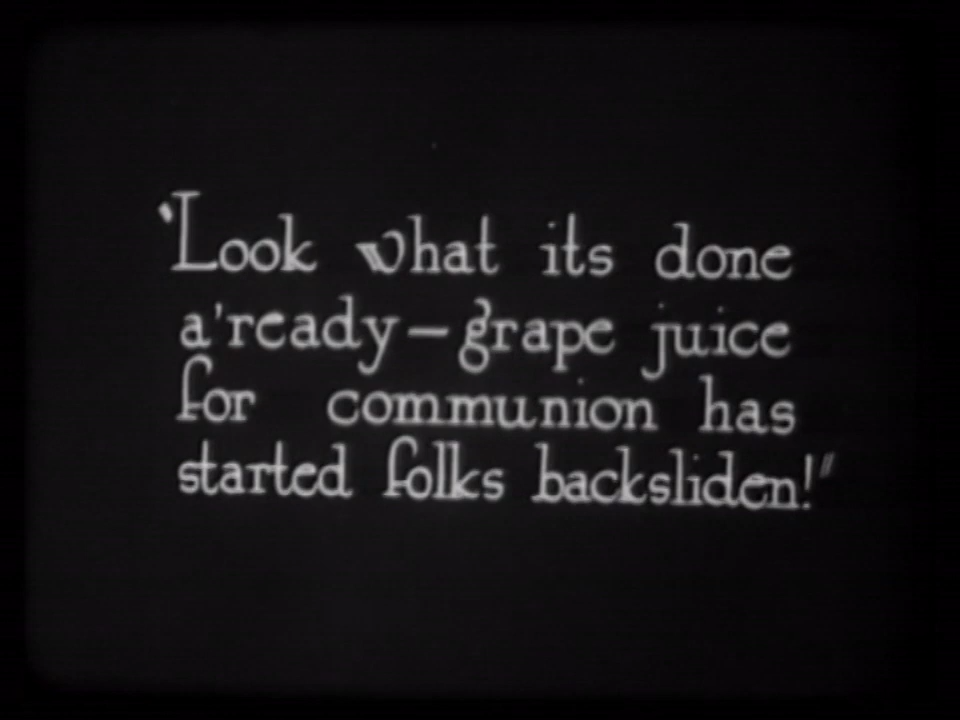 "Look what its done
a'ready—grape juice
for communion has
started folks backsliden!"